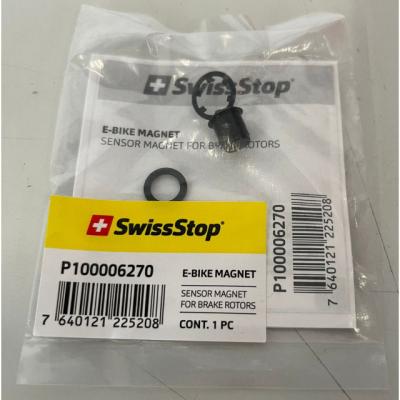 SwissStop®
E-BIKE MAGNET
SENSOR MAGNET FOR BRAKE ROTORS
P100006270
7 640121 225208
SwissStop®
P100006270
7 640121 225208
E-BIKE MAGNET
SENSOR MAGNET
FOR BRAKE ROTORS
CONT. 1 PC